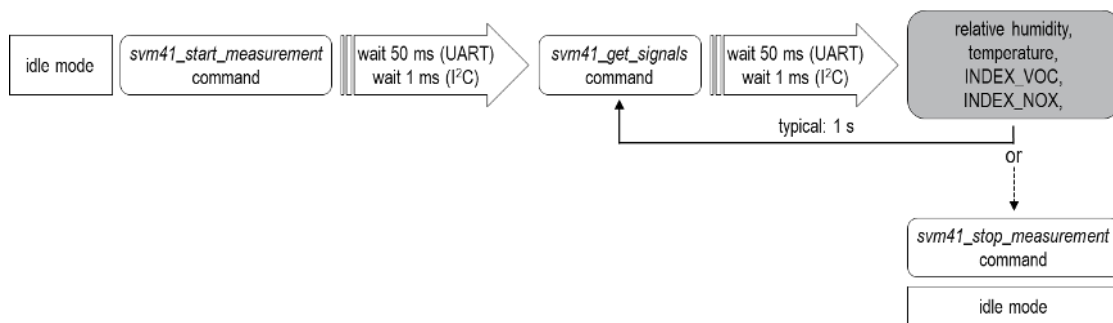 idle mode
svm41_start_measurement
command
wait 50 ms (UART)
wait 1 ms (I²C)
svm41_get_signals
command
wait 50 ms (UART)
wait 1 ms (I²C)
relative humidity,
temperature,
INDEX_VOC,
INDEX_NOX,
typical: 1 s
or
svm41_stop_measurement
command
idle mode